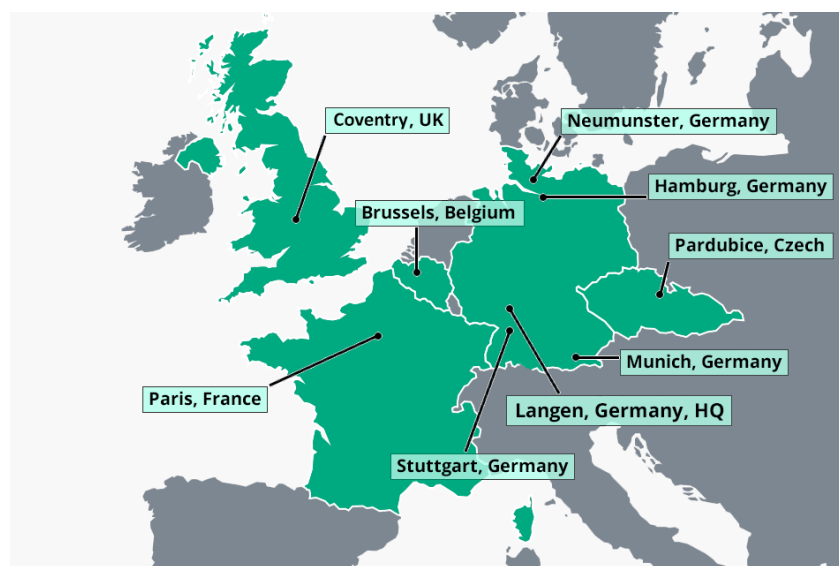 Coventry, UK
Neumunster, Germany
Hamburg, Germany
Brussels, Belgium
Pardubice, Czech
Munich, Germany
Paris, France
Langen, Germany, HQ
Stuttgart, Germany